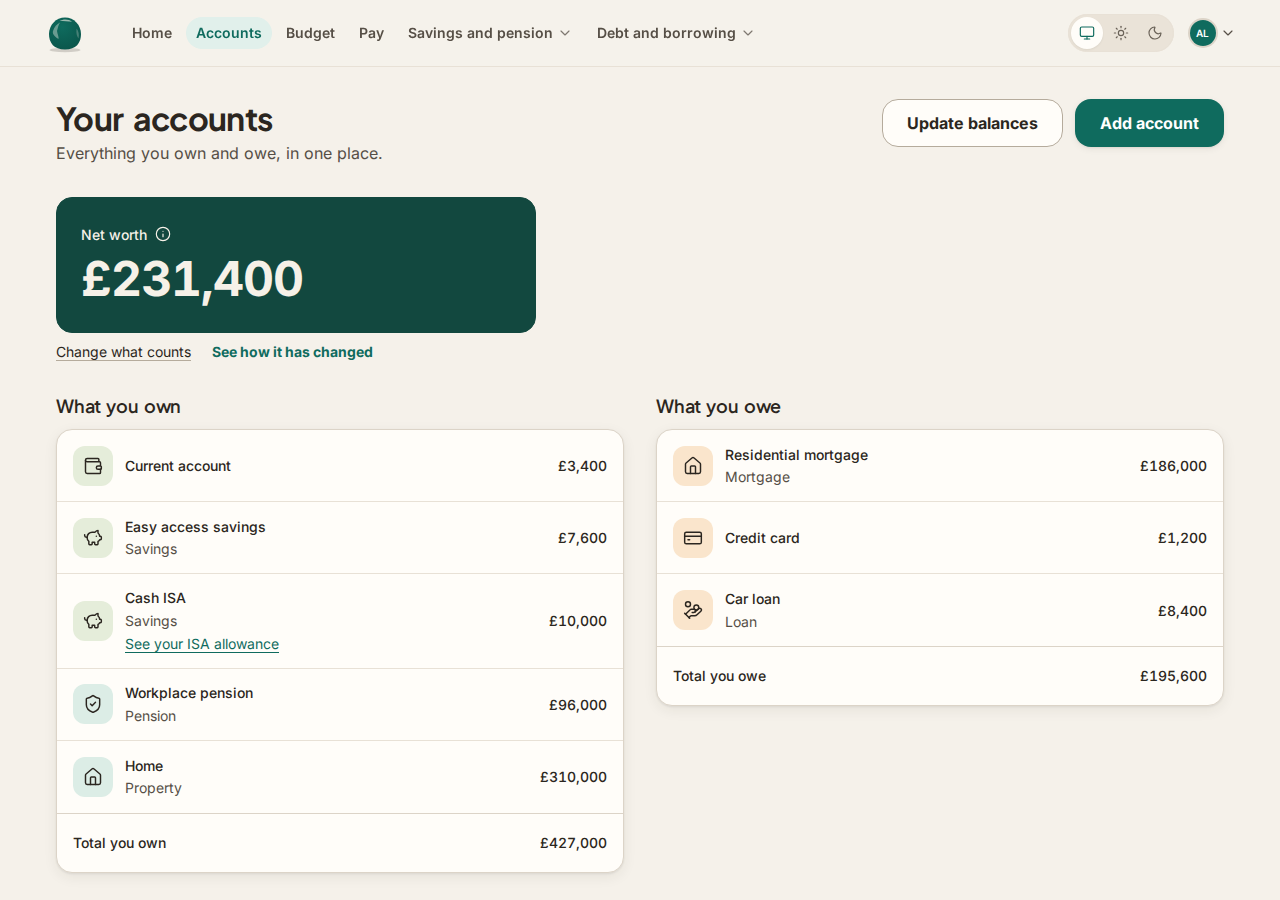 Home Accounts Budget Pay Savings and pension Debt and borrowing AL
Your accounts
Everything you own and owe, in one place.
Update balances Add account
Net worth
£231,400
Change what counts See how it has changed
What you own
Current account £3,400
Easy access savings
Savings
£7,600
Cash ISA
Savings
See your ISA allowance
£10,000
Workplace pension
Pension
£96,000
Home
Property
£310,000
Total you own £427,000
What you owe
Residential mortgage
Mortgage
£186,000
Credit card £1,200
Car loan
Loan
£8,400
Total you owe £195,600